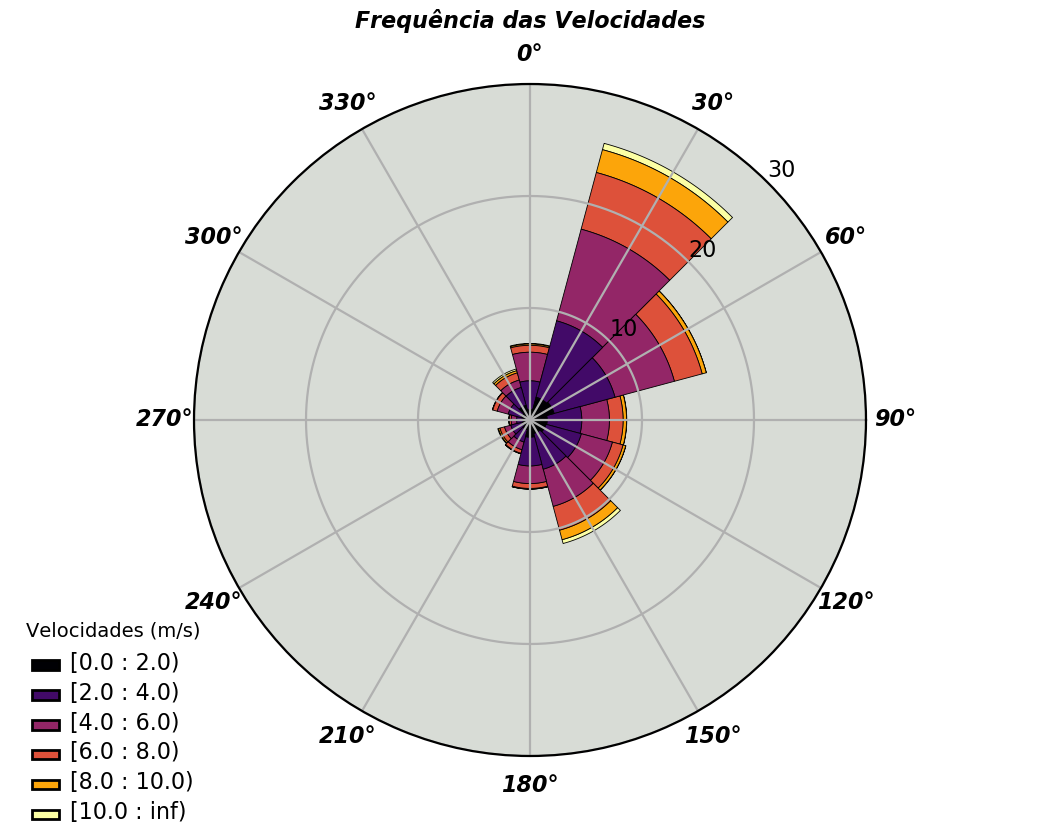 Frequência das Velocidades
0°
330°
30°
30
300°
60°
20
10
270°
90°
240°
120°
210°
150°
180°
Velocidades (m/s)
[0.0 : 2.0)
[2.0 : 4.0)
[4.0 : 6.0)
[6.0 : 8.0)
[8.0 : 10.0)
[10.0 : inf)